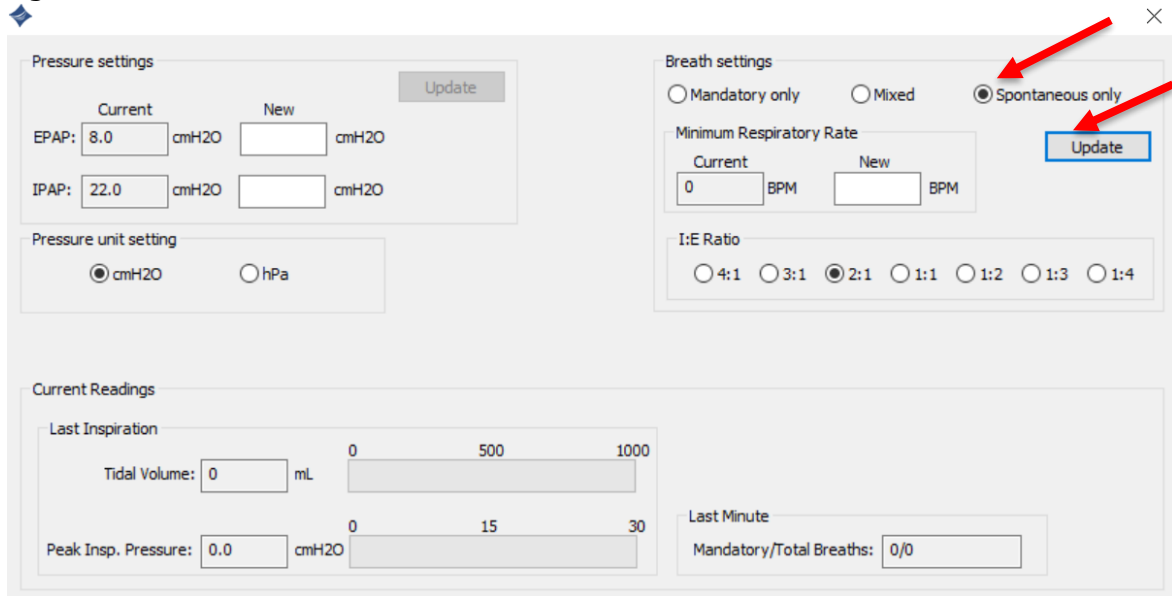 Pressure settings
Update
Current New
EPAP: 8.0 cmH2O cmH2O
IPAP: 22.0 cmH2O cmH2O
Pressure unit setting
cmH2O hPa
Breath settings
Mandatory only Mixed Spontaneous only
Minimum Respiratory Rate
Update
Current New
0 BPM BPM
I:E Ratio
4:1 3:1 2:1 1:1 1:2 1:3 1:4
Current Readings
Last Inspiration
0 500 1000
Tidal Volume: 0 mL
0 15 30
Peak Insp. Pressure: 0.0 cmH2O
Last Minute
Mandatory/Total Breaths: 0/0